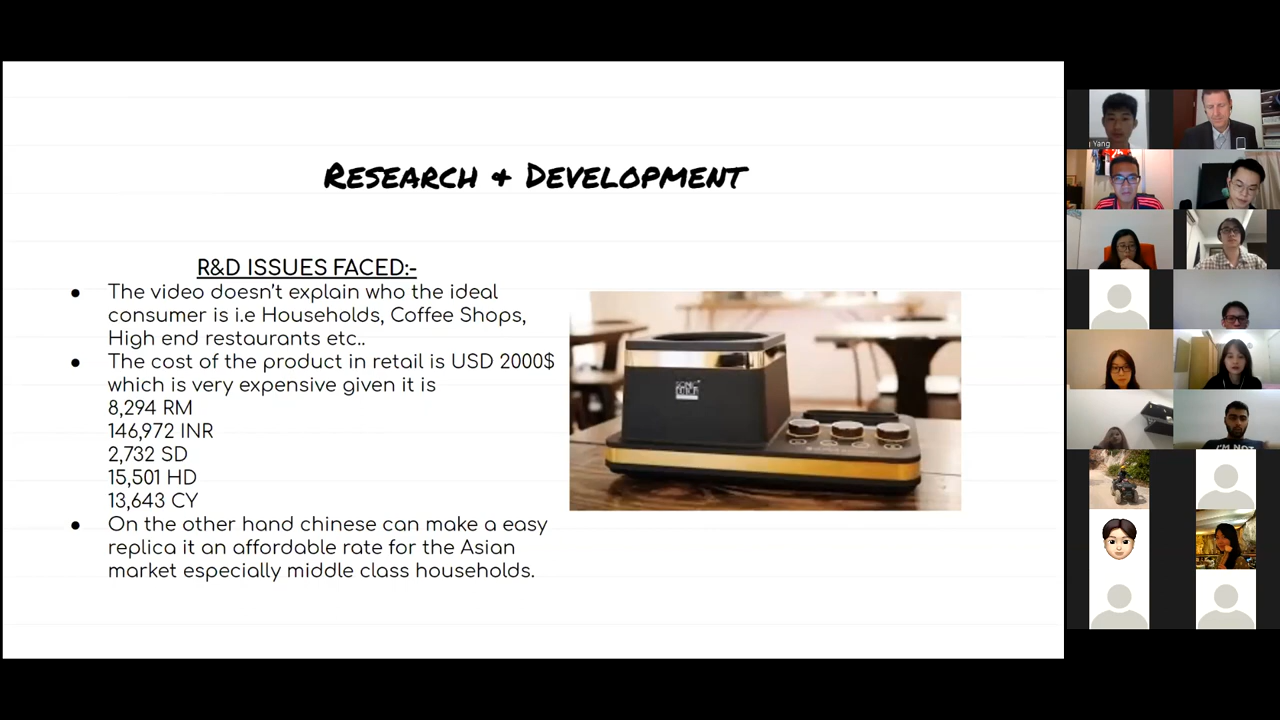 Research & Development
R&D ISSUES FACED:-
● The video doesn't explain who the ideal
consumer is i.e Households, Coffee Shops,
High end restaurants etc..
● The cost of the product in retail is USD 2000$
which is very expensive given it is
8,294 RM
146,972 INR
2,732 SD
15,501 HD
13,643 CY
● On the other hand chinese can make a easy
replica it an affordable rate for the Asian
market especially middle class households.
SONIC
Yang
I'M NOT